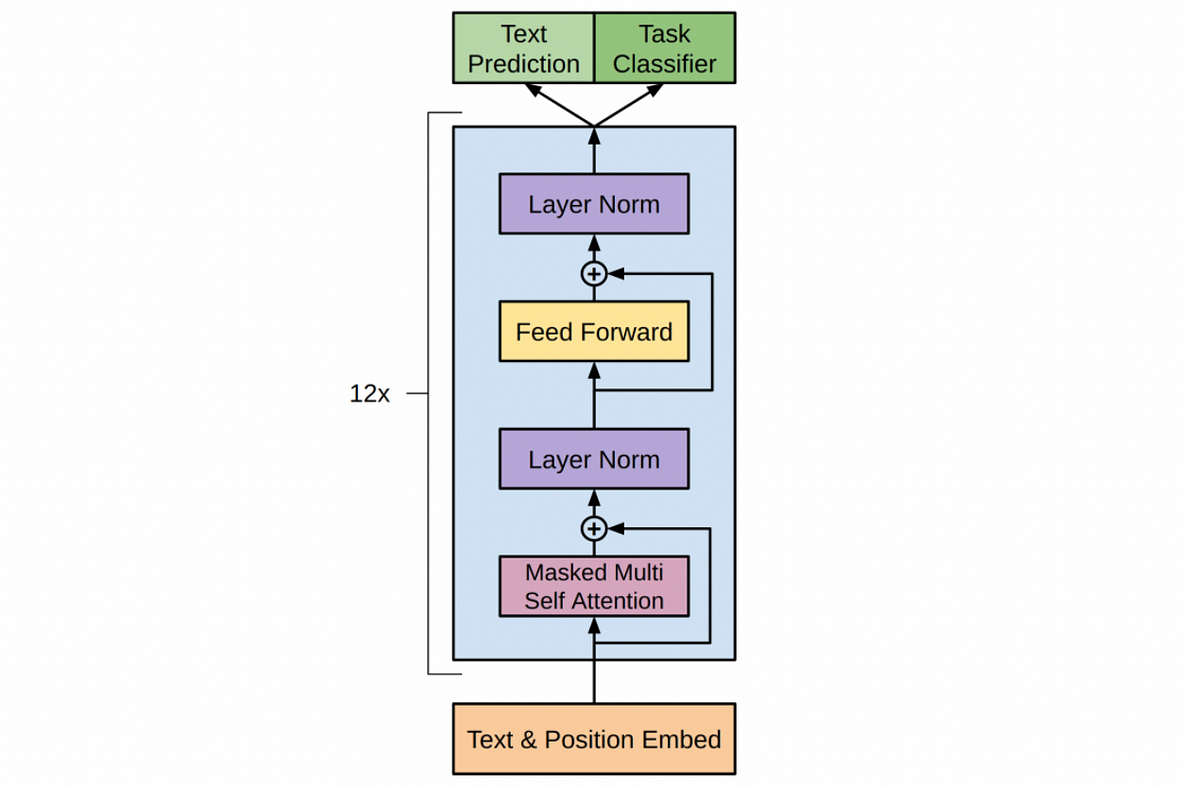 Text
Prediction
Task
Classifier
Layer Norm
+
Feed Forward
12x
Layer Norm
+
Masked Multi
Self Attention
Text & Position Embed